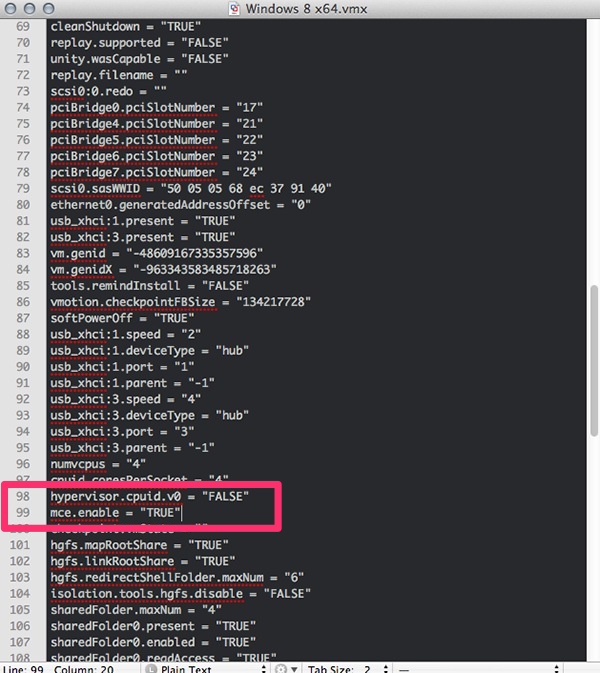 Windows 8 x64.vmx
69 cleanShutdown = "TRUE"
70 replay.supported = "FALSE"
71 unity.wasCapable = "FALSE"
72 replay.filename = ""
73 scsi0:0.redo = ""
74 pciBridge0.pciSlotNumber = "17"
75 pciBridge4.pciSlotNumber = "21"
76 pciBridge5.pciSlotNumber = "22"
77 pciBridge6.pciSlotNumber = "23"
78 pciBridge7.pciSlotNumber = "24"
79 scsi0.sasWWID = "50 05 05 68 ec 37 91 40"
80 ethernet0.generatedAddressOffset = "0"
81 usb_xhci:1.present = "TRUE"
82 usb_xhci:3.present = "TRUE"
83 vm.genid = "-48609167335357596"
84 vm.genidX = "-963343583485718263"
85 tools.remindInstall = "FALSE"
86 vmotion.checkpointFBSize = "134217728"
87 softPowerOff = "TRUE"
88 usb_xhci:1.speed = "2"
89 usb_xhci:1.deviceType = "hub"
90 usb_xhci:1.port = "1"
91 usb_xhci:1.parent = "-1"
92 usb_xhci:3.speed = "4"
93 usb_xhci:3.deviceType = "hub"
94 usb_xhci:3.port = "3"
95 usb_xhci:3.parent = "-1"
96 numvcpus = "4"
97 cpuid.coresPerSocket = "4"
98 hypervisor.cpuid.v0 = "FALSE"
99 mce.enable = "TRUE"
100 checkpoint.vmState = ""
101 hgfs.mapRootShare = "TRUE"
102 hgfs.linkRootShare = "TRUE"
103 hgfs.redirectShellFolder.maxNum = "6"
104 isolation.tools.hgfs.disable = "FALSE"
105 sharedFolder.maxNum = "4"
106 sharedFolder0.present = "TRUE"
107 sharedFolder0.enabled = "TRUE"
108 sharedFolder0.readAccess = "TRUE"
Line: 99 Column: 20 Plain Text Tab Size: 2 —